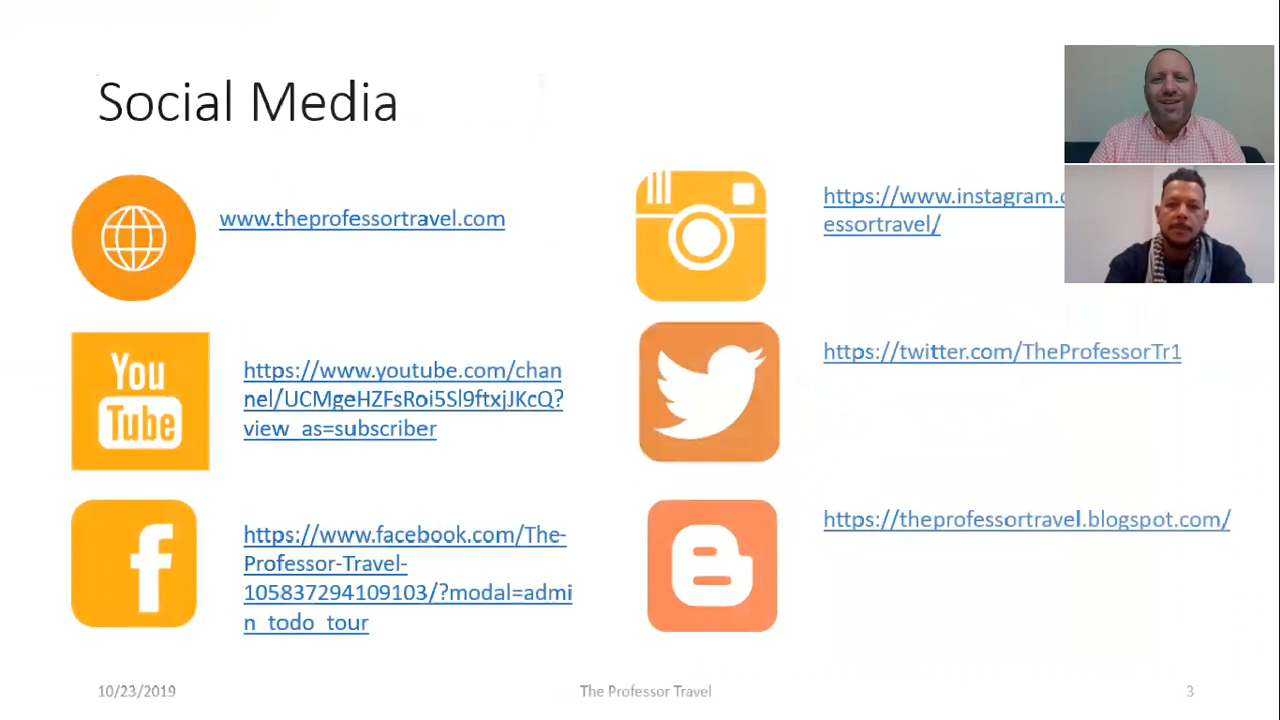 Social Media
www.theprofessortravel.com
You
Tube
https://www.youtube.com/chan
nel/UCMgeHZFsRoi5Sl9ftxjJKcQ?
view_as=subscriber
https://www.facebook.com/The-
Professor-Travel-
105837294109103/?modal=admi
n_todo_tour
https://www.instagram.
essortravel/
https://twitter.com/TheProfessorTr1
https://theprofessortravel.blogspot.com/
10/23/2019
The Professor Travel
3